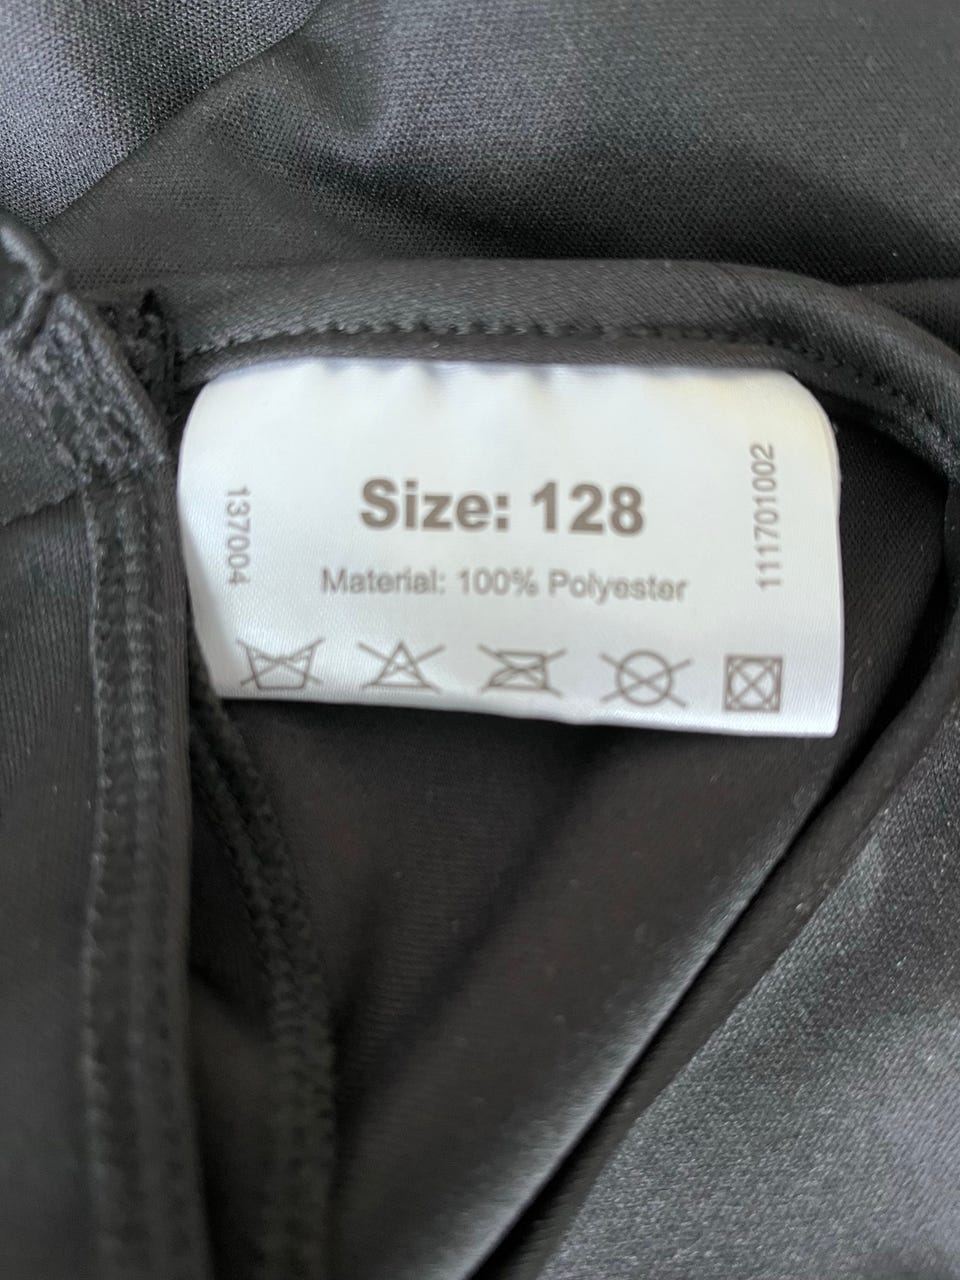 Size: 128
Material: 100% Polyester
137004
111701002